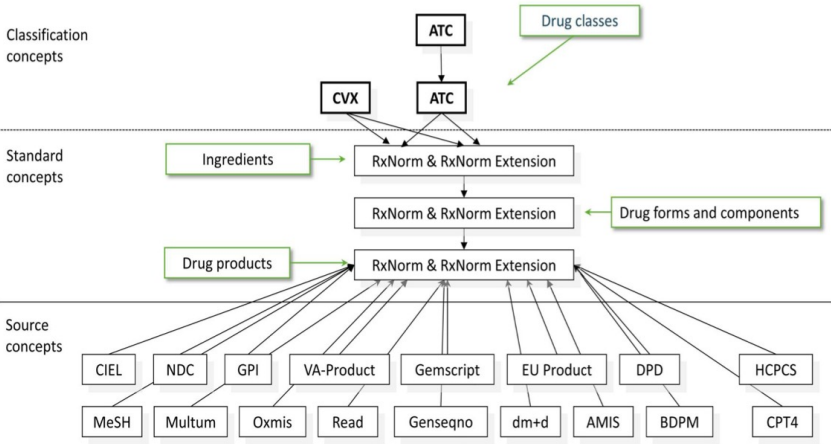 Classification
concepts
ATC
Drug classes
CVX
ATC
Standard
concepts
Ingredients
RxNorm & RxNorm Extension
RxNorm & RxNorm Extension
Drug forms and components
Drug products
RxNorm & RxNorm Extension
Source
concepts
CIEL
NDC
GPI
VA-Product
Gemscript
EU Product
DPD
HCPCS
MeSH
Multum
Oxmis
Read
Genseqno
dm+d
AMIS
BDPM
CPT4